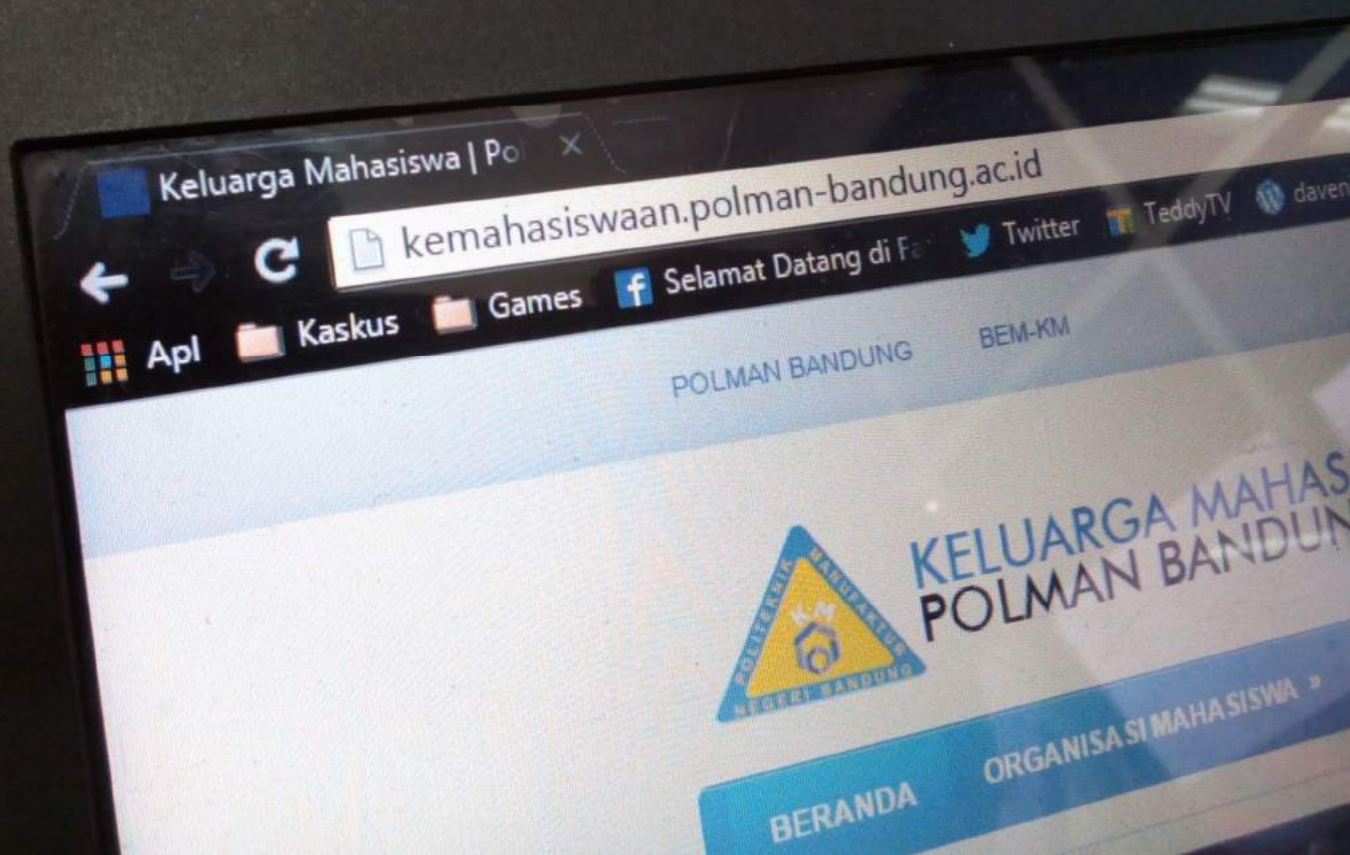 Keluarga Mahasiswa | Po
kemahasiswaan.polman-bandung.ac.id
Apl Kaskus Games Selamat Datang di Fa Twitter TeddyTV daven
POLMAN BANDUNG BEM-KM
KELUARGA MAHAS
POLMAN BANDUN
POLITEKNIK MANUFAKTUR
KM
NEGERI BANDUNG
BERANDA ORGANISASI MAHASISWA »